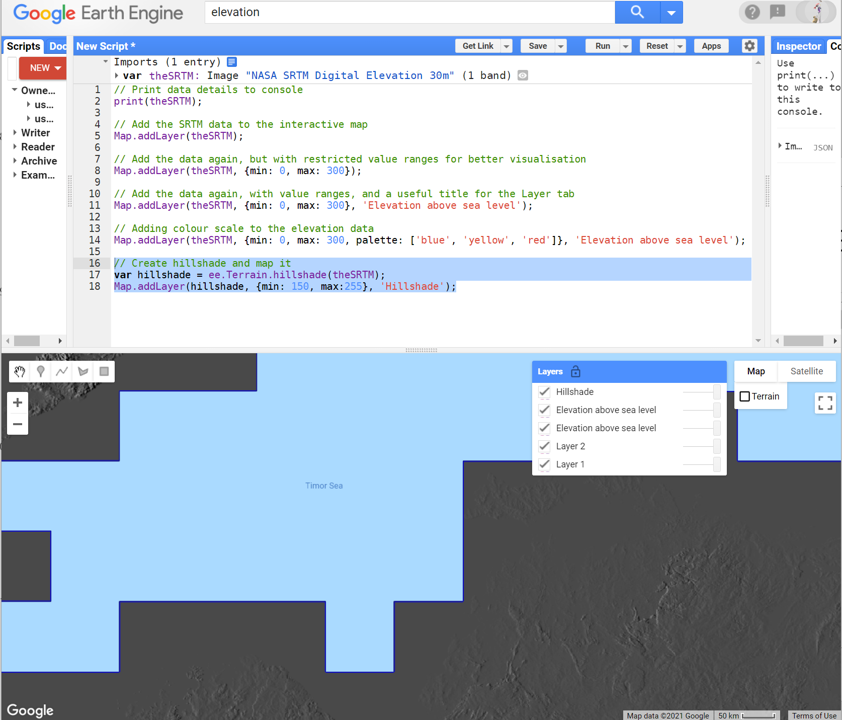 Google Earth Engine
elevation
Scripts Doc
New Script *
Get Link
Save
Run
Reset
Apps
Inspector Co
NEW
Owne...
us...
us...
Writer
Reader
Archive
Exam...
Imports (1 entry)
var theSRTM: Image "NASA SRTM Digital Elevation 30m" (1 band)
1 // Print data details to console
2 print(theSRTM);
3
4 // Add the SRTM data to the interactive map
5 Map.addLayer(theSRTM);
6
7 // Add the data again, but with restricted value ranges for better visualisation
8 Map.addLayer(theSRTM, {min: 0, max: 300});
9
10 // Add the data again, with value ranges, and a useful title for the Layer tab
11 Map.addLayer(theSRTM, {min: 0, max: 300}, 'Elevation above sea level');
12
13 // Adding colour scale to the elevation data
14 Map.addLayer(theSRTM, {min: 0, max: 300, palette: ['blue', 'yellow', 'red']}, 'Elevation above sea level');
15
16 // Create hillshade and map it
17 var hillshade = ee.Terrain.hillshade(theSRTM);
18 Map.addLayer(hillshade, {min: 150, max:255}, 'Hillshade');
Use
print(...)
to write to
this
console.
Im... JSON
Layers
Hillshade
Elevation above sea level
Elevation above sea level
Layer 2
Layer 1
Map Satellite
Terrain
+
−
Timor Sea
Google
Map data ©2021 Google 50 km Terms of Use